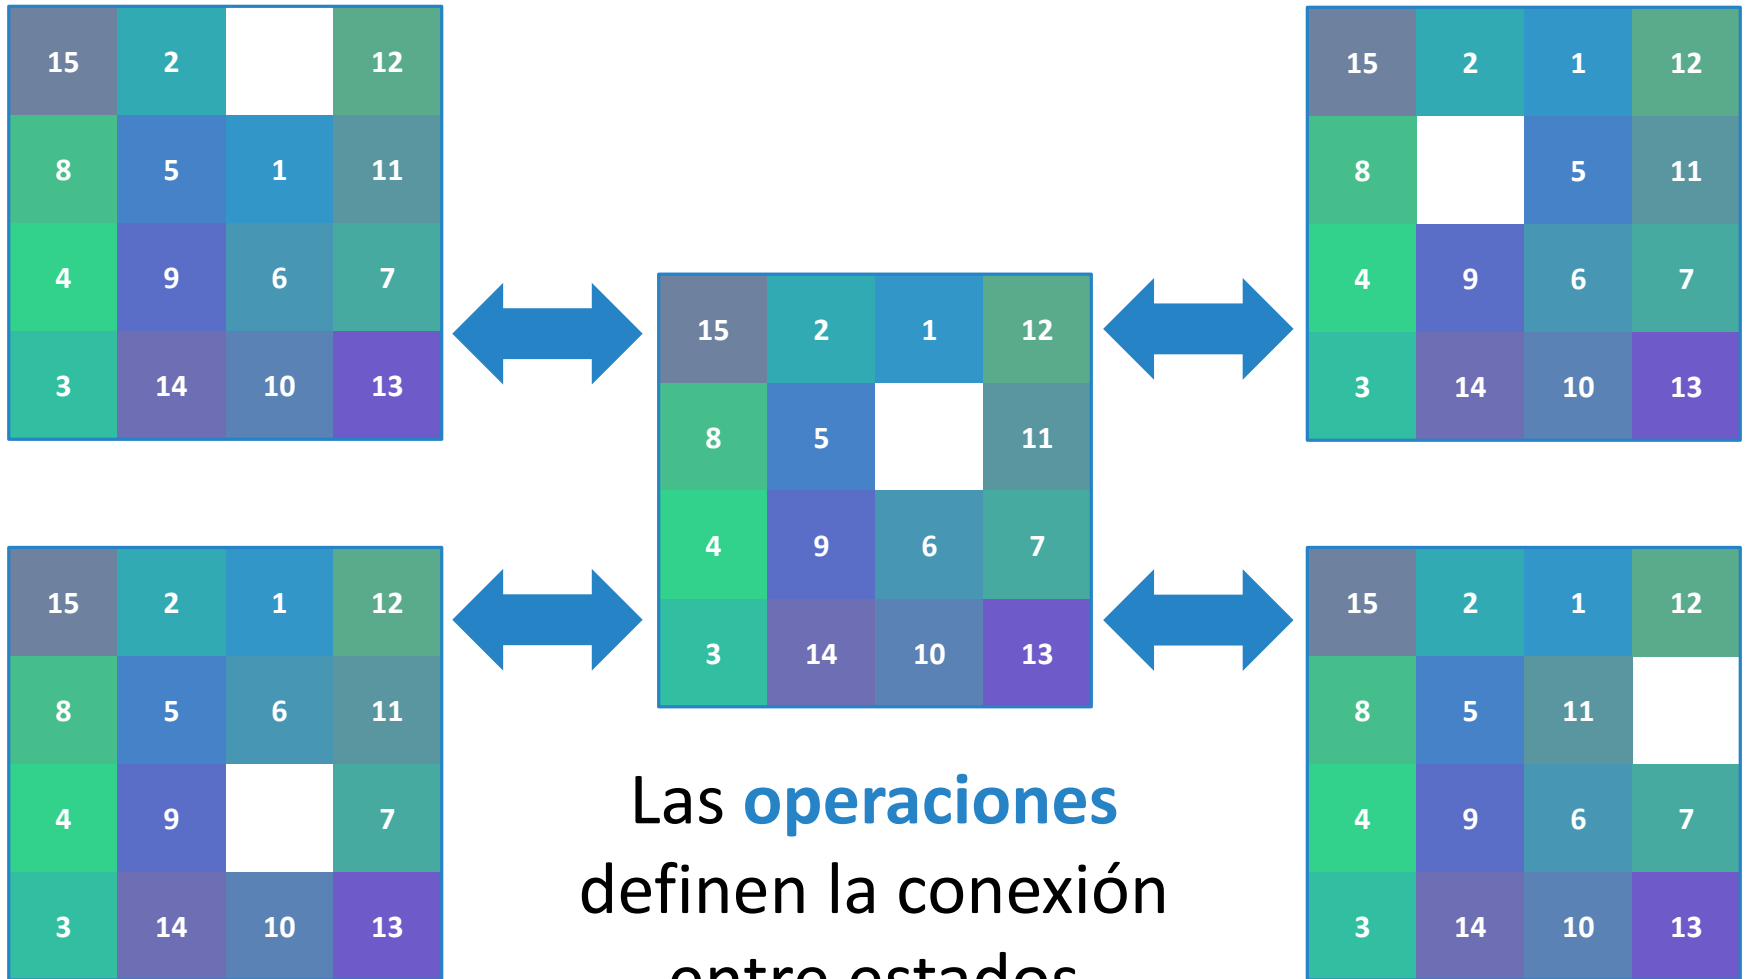 15 2 12
8 5 1 11
4 9 6 7
3 14 10 13
15 2 1 12
8 5 11
4 9 6 7
3 14 10 13
15 2 1 12
8 5 11
4 9 6 7
3 14 10 13
15 2 1 12
8 5 6 11
4 9 7
3 14 10 13
15 2 1 12
8 5 11
4 9 6 7
3 14 10 13
Las operaciones
definen la conexión
entre estados